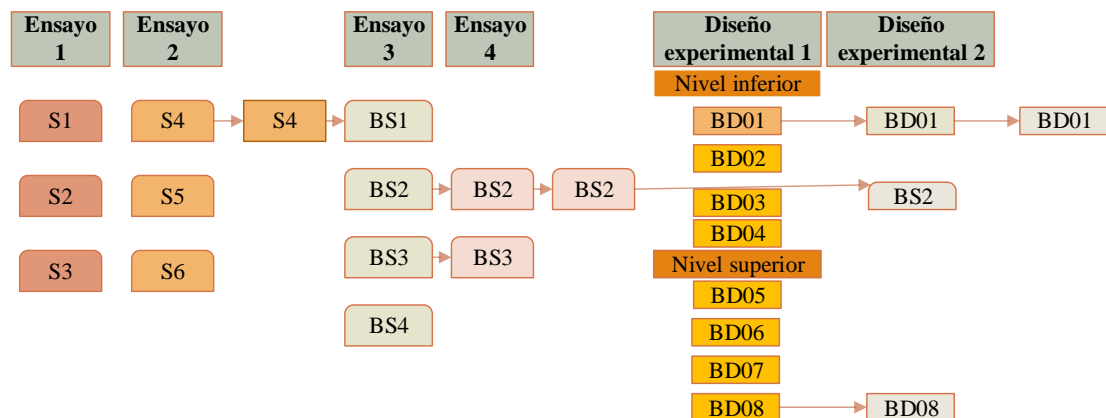 Ensayo
1
Ensayo
2
Ensayo
3
Ensayo
4
Diseño
experimental 1
Diseño
experimental 2
Nivel inferior
S1
S4
S4
BS1
BD01
BD01
BD01
BD02
S2
S5
BS2
BS2
BS2
BD03
BS2
BD04
S3
S6
BS3
BS3
Nivel superior
BD05
BS4
BD06
BD07
BD08
BD08